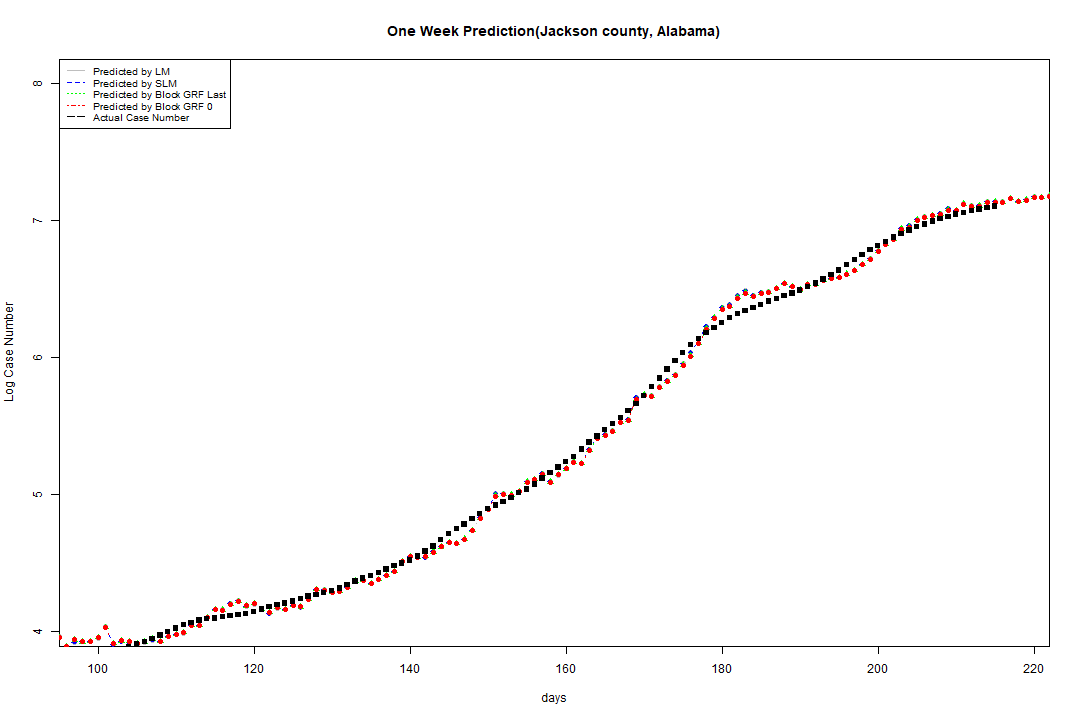 One Week Prediction(Jackson county, Alabama)
Predicted by LM
Predicted by SLM
Predicted by Block GRF Last
Predicted by Block GRF 0
Actual Case Number
8
7
6
5
4
Log Case Number
100 120 140 160 180 200 220
days